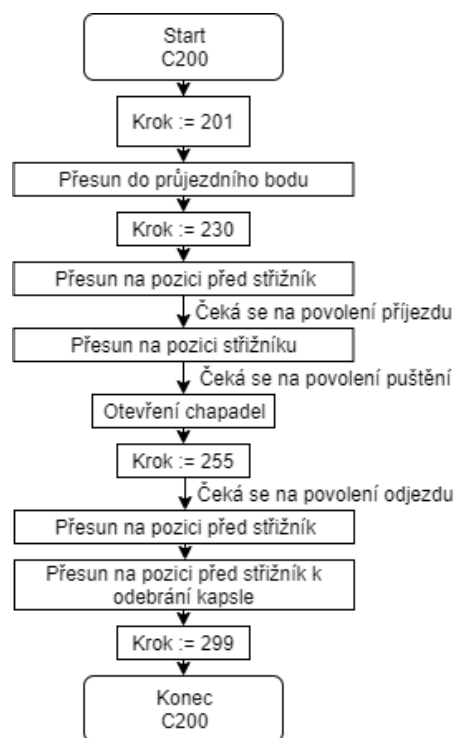 Start
C200
Krok := 201
Přesun do průjezdního bodu
Krok := 230
Přesun na pozici před střižník
Čeká se na povolení příjezdu
Přesun na pozici střižníku
Čeká se na povolení puštění
Otevření chapadel
Krok := 255
Čeká se na povolení odjezdu
Přesun na pozici před střižník
Přesun na pozici před střižník k
odebrání kapsle
Krok := 299
Konec
C200